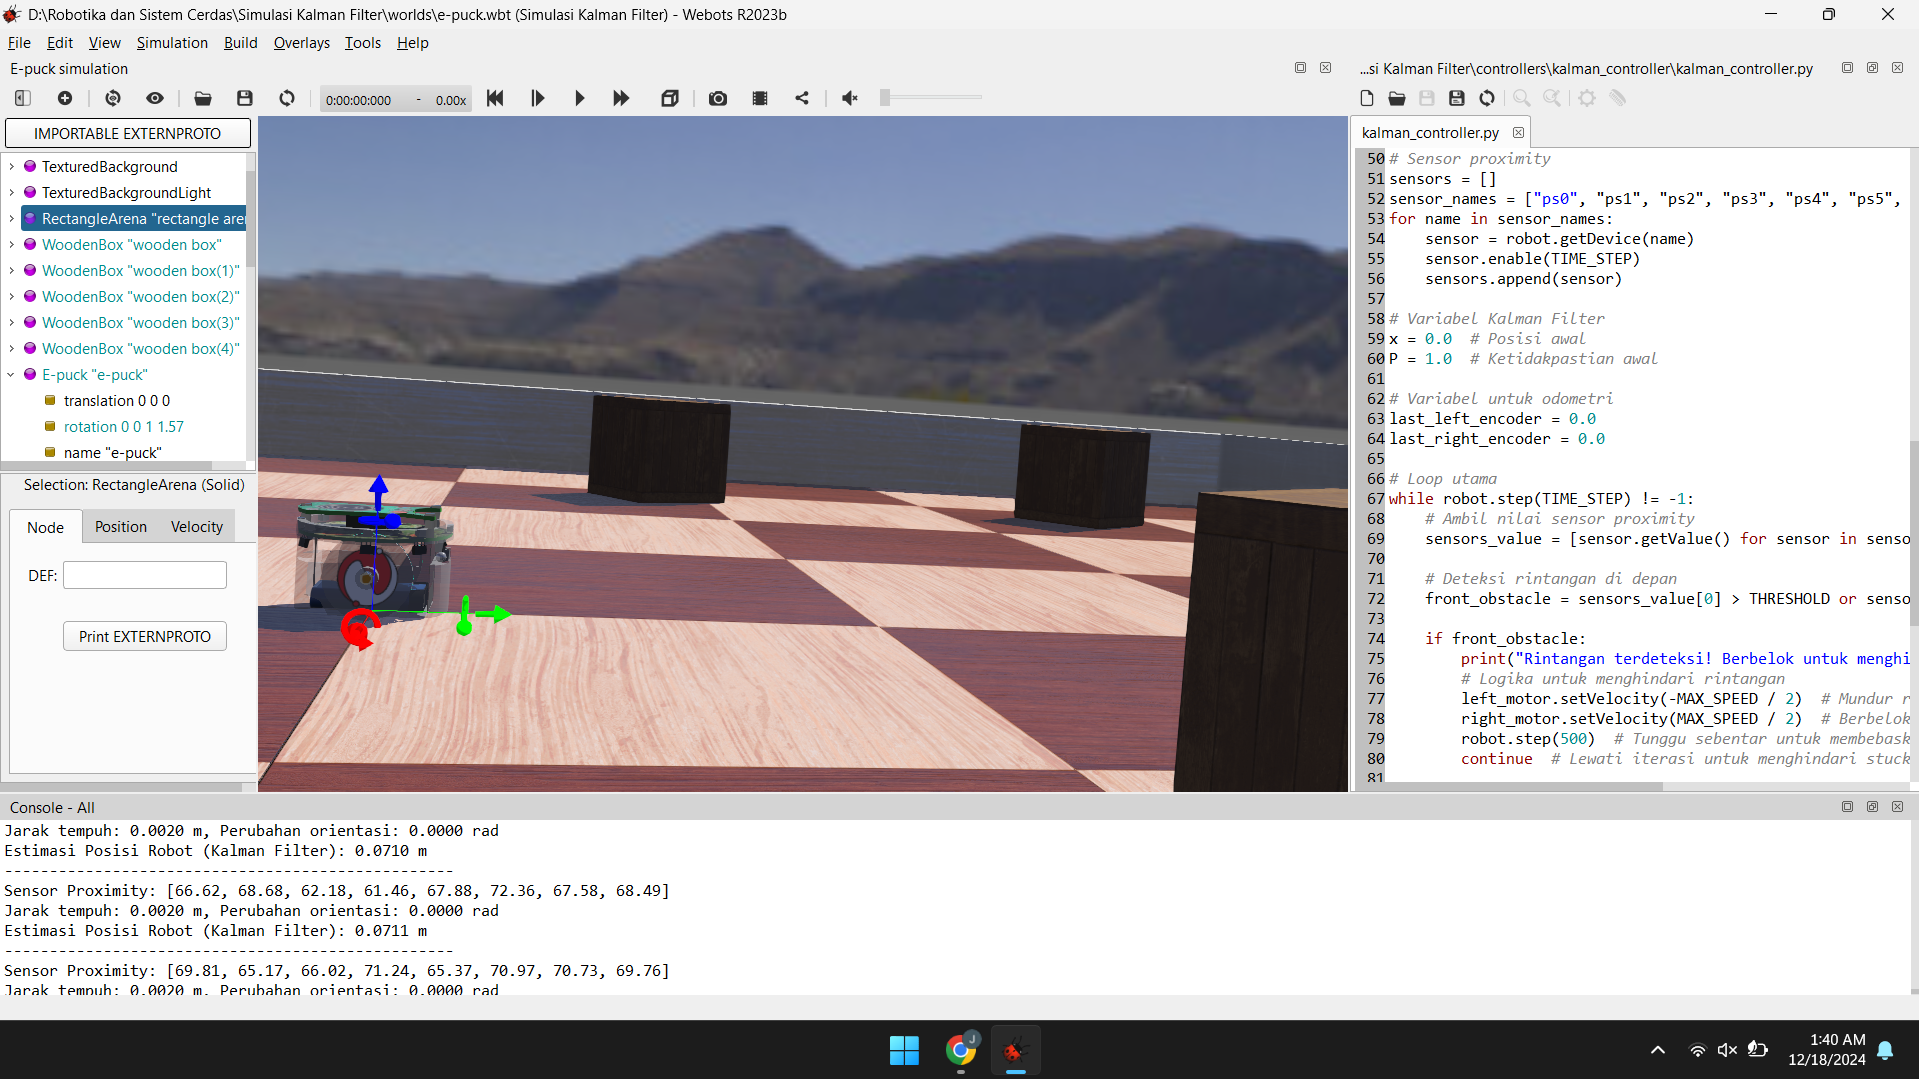 D:\Robotika dan Sistem Cerdas\Simulasi Kalman Filter\worlds\e-puck.wbt (Simulasi Kalman Filter) - Webots R2023b
File Edit View Simulation Build Overlays Tools Help
E-puck simulation
0:00:00:000 - 0.00x
IMPORTABLE EXTERNPROTO
TexturedBackground
TexturedBackgroundLight
RectangleArena "rectangle are
WoodenBox "wooden box"
WoodenBox "wooden box(1)"
WoodenBox "wooden box(2)"
WoodenBox "wooden box(3)"
WoodenBox "wooden box(4)"
E-puck "e-puck"
translation 0 0 0
rotation 0 0 1 1.57
name "e-puck"
Selection: RectangleArena (Solid)
Node Position Velocity
DEF:
Print EXTERNPROTO
...si Kalman Filter\controllers\kalman_controller\kalman_controller.py
kalman_controller.py
50 # Sensor proximity
51 sensors = []
52 sensor_names = ["ps0", "ps1", "ps2", "ps3", "ps4", "ps5",
53 for name in sensor_names:
54 sensor = robot.getDevice(name)
55 sensor.enable(TIME_STEP)
56 sensors.append(sensor)
57
58 # Variabel Kalman Filter
59 x = 0.0 # Posisi awal
60 P = 1.0 # Ketidakpastian awal
61
62 # Variabel untuk odometri
63 last_left_encoder = 0.0
64 last_right_encoder = 0.0
65
66 # Loop utama
67 while robot.step(TIME_STEP) != -1:
68 # Ambil nilai sensor proximity
69 sensors_value = [sensor.getValue() for sensor in senso
70
71 # Deteksi rintangan di depan
72 front_obstacle = sensors_value[0] > THRESHOLD or senso
73
74 if front_obstacle:
75 print("Rintangan terdeteksi! Berbelok untuk menghi
76 # Logika untuk menghindari rintangan
77 left_motor.setVelocity(-MAX_SPEED / 2) # Mundur r
78 right_motor.setVelocity(MAX_SPEED / 2) # Berbelok
79 robot.step(500) # Tunggu sebentar untuk membebask
80 continue # Lewati iterasi untuk menghindari stuck
81
Console - All
Jarak tempuh: 0.0020 m, Perubahan orientasi: 0.0000 rad
Estimasi Posisi Robot (Kalman Filter): 0.0710 m
--------------------------------------------------
Sensor Proximity: [66.62, 68.68, 62.18, 61.46, 67.88, 72.36, 67.58, 68.49]
Jarak tempuh: 0.0020 m, Perubahan orientasi: 0.0000 rad
Estimasi Posisi Robot (Kalman Filter): 0.0711 m
--------------------------------------------------
Sensor Proximity: [69.81, 65.17, 66.02, 71.24, 65.37, 70.97, 70.73, 69.76]
Jarak tempuh: 0.0020 m, Perubahan orientasi: 0.0000 rad
J
1:40 AM
12/18/2024